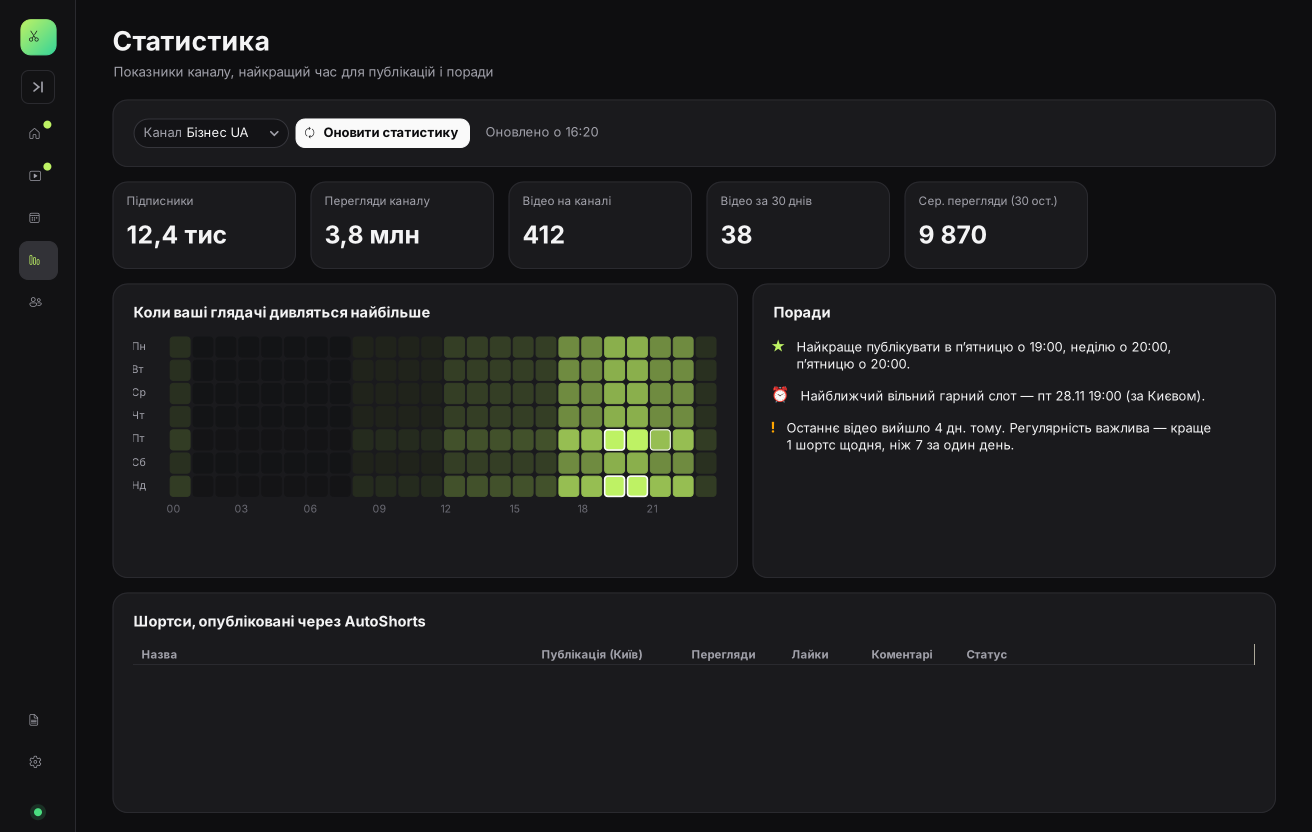 Статистика
Показники каналу, найкращий час для публікацій і поради
Канал Бізнес UA
Оновити статистику
Оновлено о 16:20
Підписники
12,4 тис
Перегляди каналу
3,8 млн
Відео на каналі
412
Відео за 30 днів
38
Сер. перегляди (30 ост.)
9 870
Коли ваші глядачі дивляться найбільше
Пн
Вт
Ср
Чт
Пт
Сб
Нд
00 03 06 09 12 15 18 21
Поради
★ Найкраще публікувати в п'ятницю о 19:00, неділю о 20:00,
п'ятницю о 20:00.
⏰ Найближчий вільний гарний слот — пт 28.11 19:00 (за Києвом).
! Останнє відео вийшло 4 дн. тому. Регулярність важлива — краще
1 шортс щодня, ніж 7 за один день.
Шортси, опубліковані через AutoShorts
Назва Публікація (Київ) Перегляди Лайки Коментарі Статус